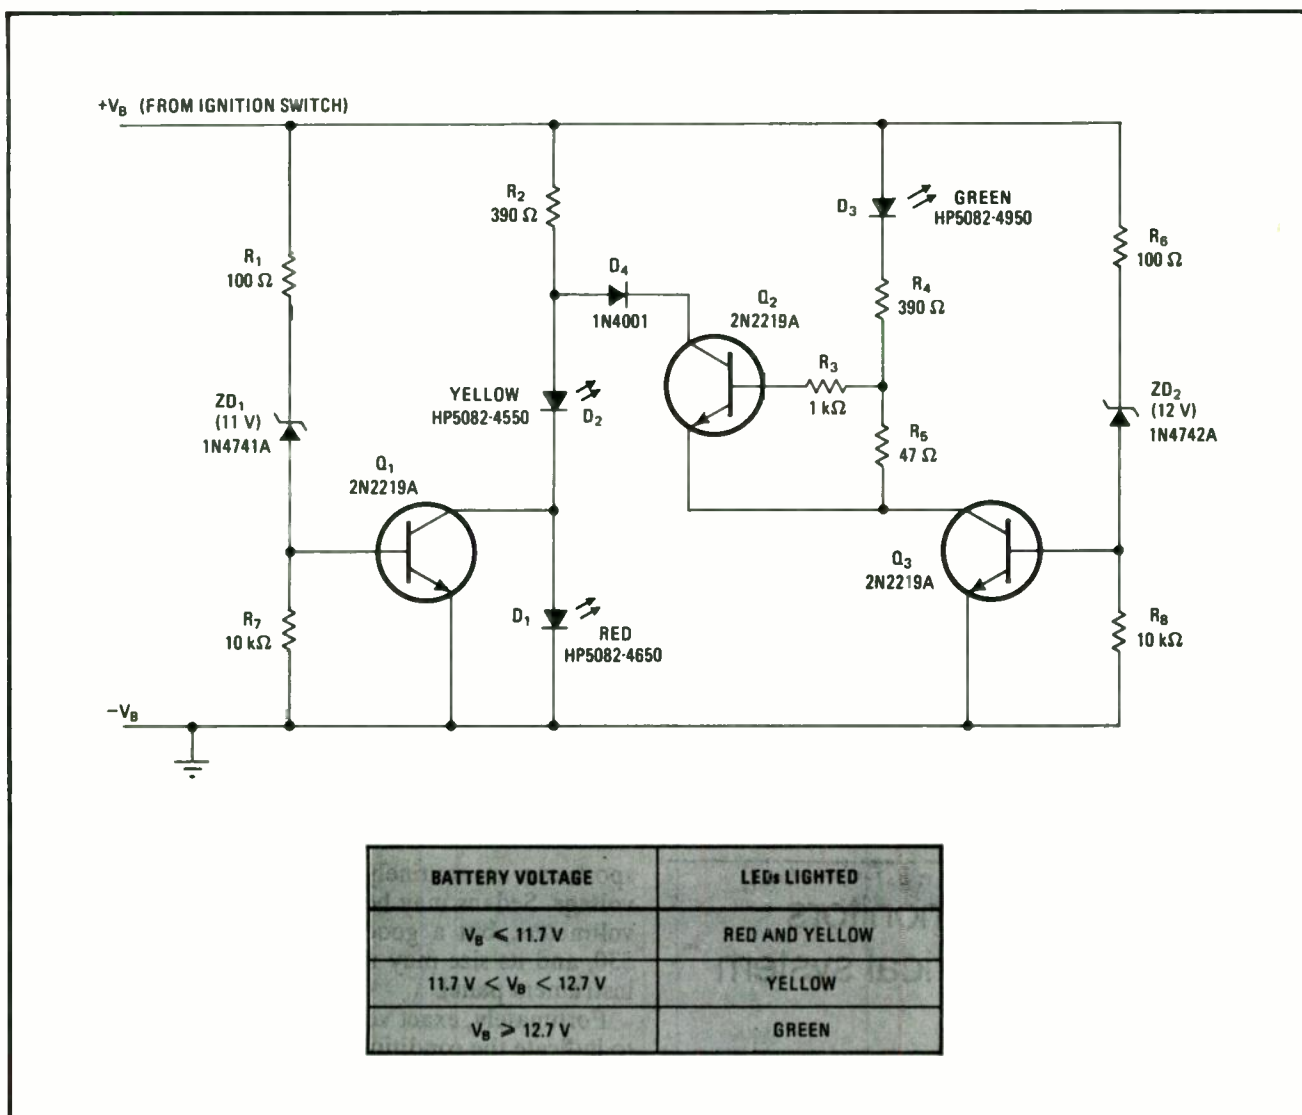 +VB (FROM IGNITION SWITCH)
R1
100 Ω
R2
390 Ω
D3
GREEN
HP5082-4950
R6
100 Ω
D4
1N4001
Q2
2N2219A
R4
390 Ω
R3
1 kΩ
YELLOW
HP5082-4550
D2
ZD1
(11 V)
1N4741A
ZD2
(12 V)
1N4742A
R5
47 Ω
Q1
2N2219A
Q3
2N2219A
R7
10 kΩ
D1
RED
HP5082-4650
R8
10 kΩ
−VB
BATTERY VOLTAGE LEDs LIGHTED
VB < 11.7 V RED AND YELLOW
11.7 V < VB < 12.7 V YELLOW
VB > 12.7 V GREEN